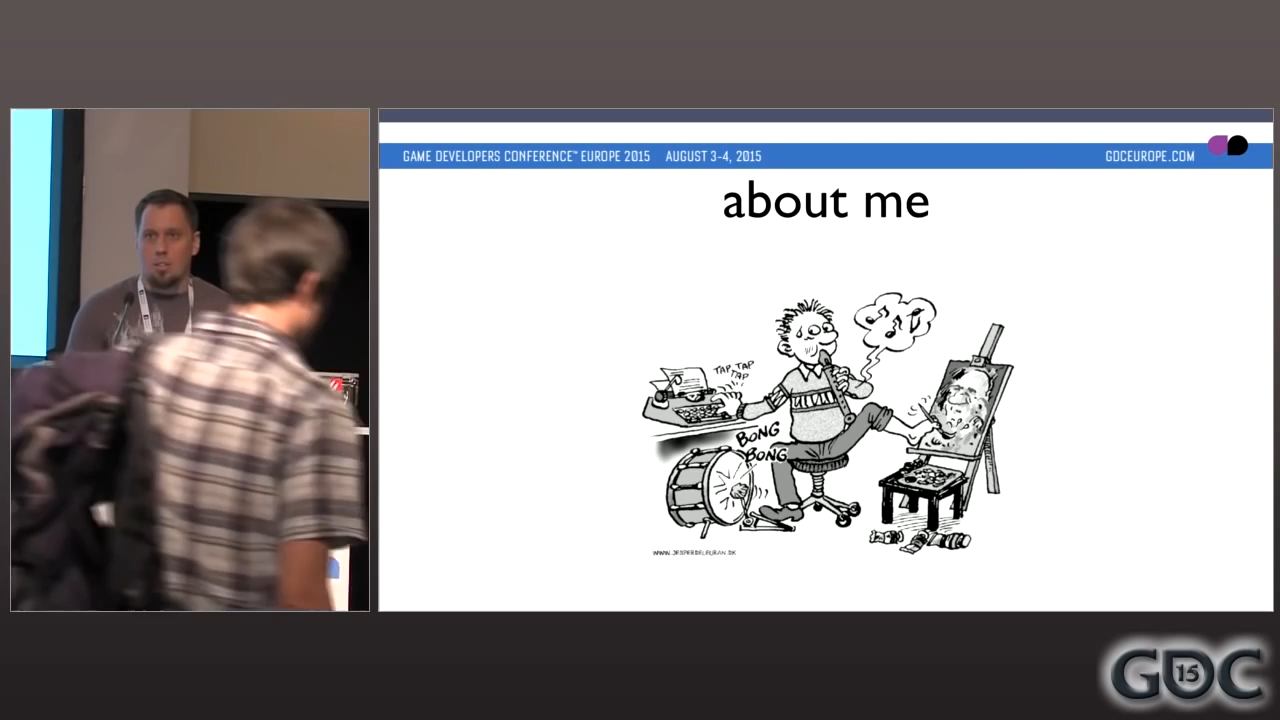 GAME DEVELOPERS CONFERENCE™ EUROPE 2015 AUGUST 3-4, 2015
GDCEUROPE.COM
about me
TAP TAP
TAP
BONG
BONG
WWW.JESPERDELEURAN.DK
GDC
15